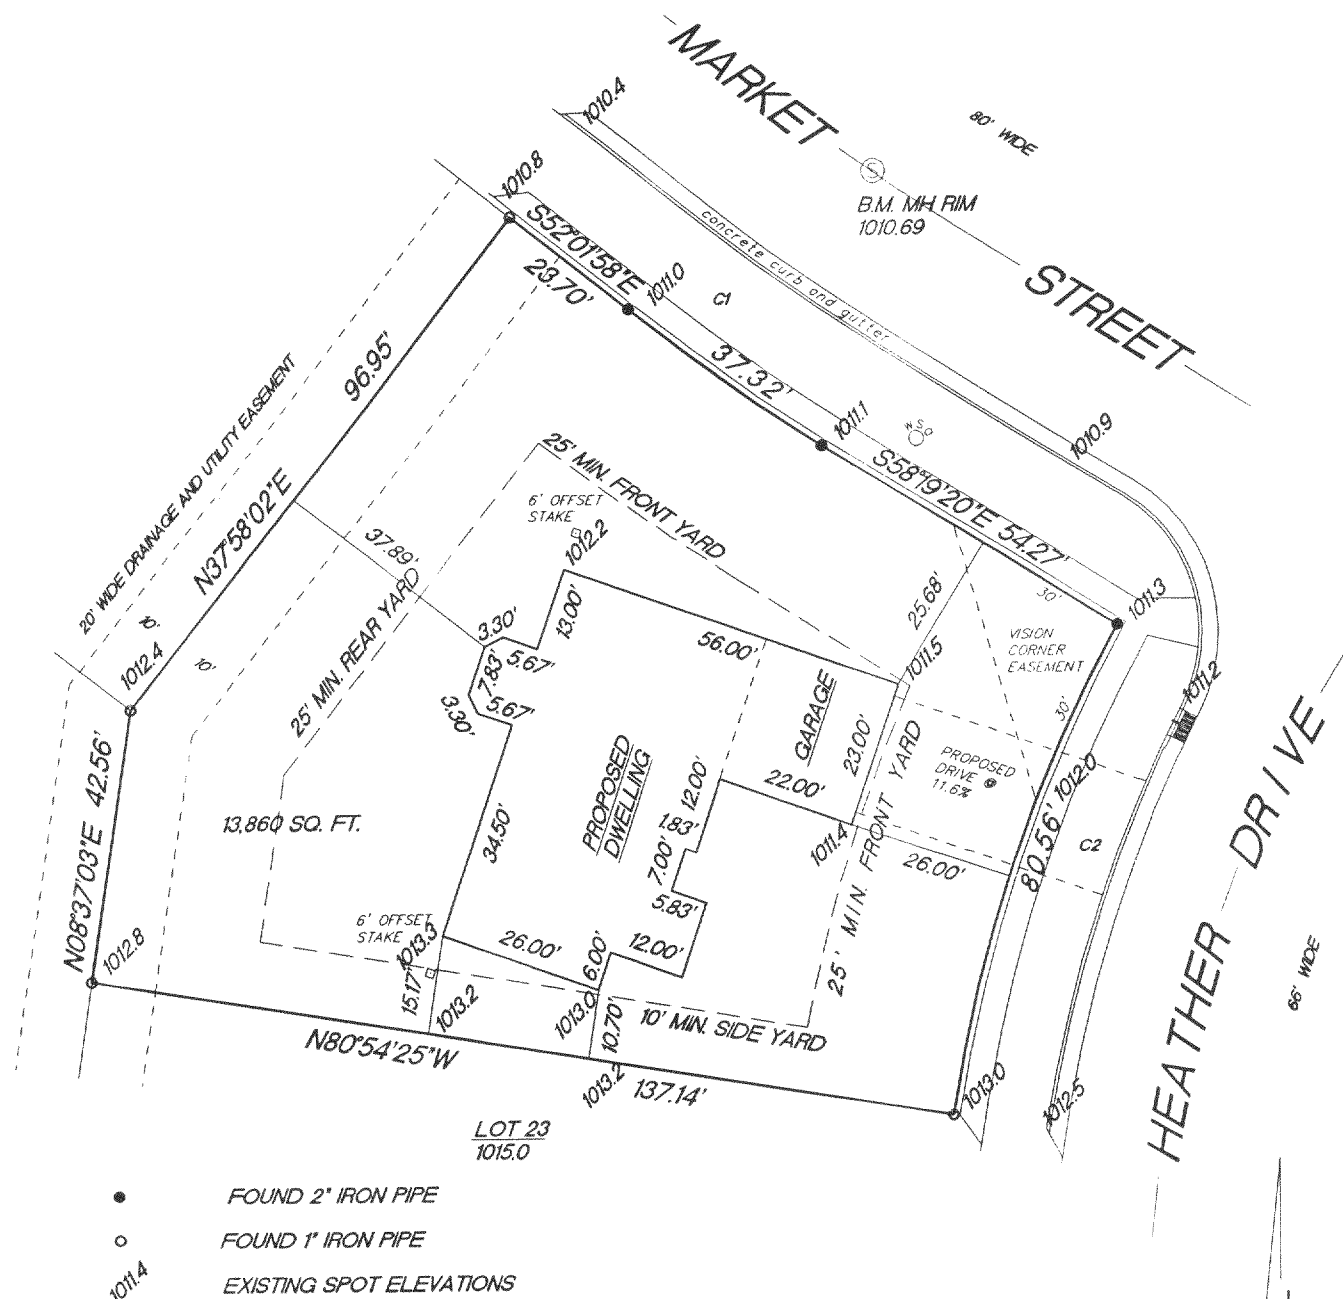 MARKET
STREET
80' WIDE
1010.4
1010.8
S
B.M. MH RIM
1010.69
concrete curb and gutter
S52°01'58"E
23.70'
1011.0
C1
37.32'
1011.1
W.S.O
1010.9
S58°19'20"E 54.27'
96.95'
N37°58'02"E
20' WIDE DRAINAGE AND UTILITY EASEMENT
10'
10'
25' MIN. FRONT YARD
6' OFFSET
STAKE
1012.2
37.89'
25' MIN. REAR YARD
3.30'
5.67'
13.00'
7.83'
3.30'
5.67'
56.00'
25.68'
30'
VISION
CORNER
EASEMENT
30'
1011.3
1011.2
1011.5
1012.4
GARAGE
23.00'
22.00'
PROPOSED
DRIVE
11.6%
25' MIN. FRONT YARD
1012.0
N08°37'03"E 42.56'
13,860 SQ. FT.
34.50'
PROPOSED
DWELLING
12.00'
1.83'
7.00'
5.83'
12.00'
1011.4
26.00'
80.56'
C2
HEATHER DRIVE
66' WIDE
1012.8
6' OFFSET
STAKE
1013.3
26.00'
6.00'
15.17'
1013.2
1013.0
10.70'
10' MIN. SIDE YARD
N80°54'25"W
1013.2
137.14'
1013.0
1012.5
LOT 23
1015.0
FOUND 2" IRON PIPE
FOUND 1" IRON PIPE
1011.4
EXISTING SPOT ELEVATIONS